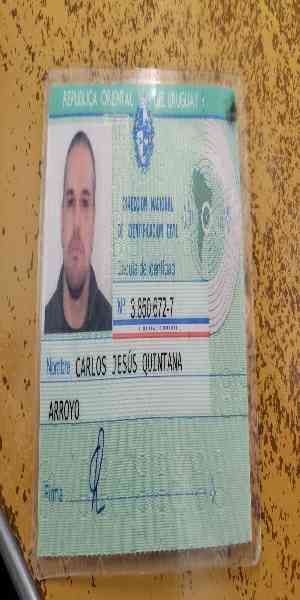 REPUBLICA ORIENTAL DEL URUGUAY
DIRECCION NACIONAL
DE IDENTIFICACION CIVIL
Cédula de Identidad
Nº 3.850.672-7
Nombre CARLOS JESÚS QUINTANA
ARROYO
Firma